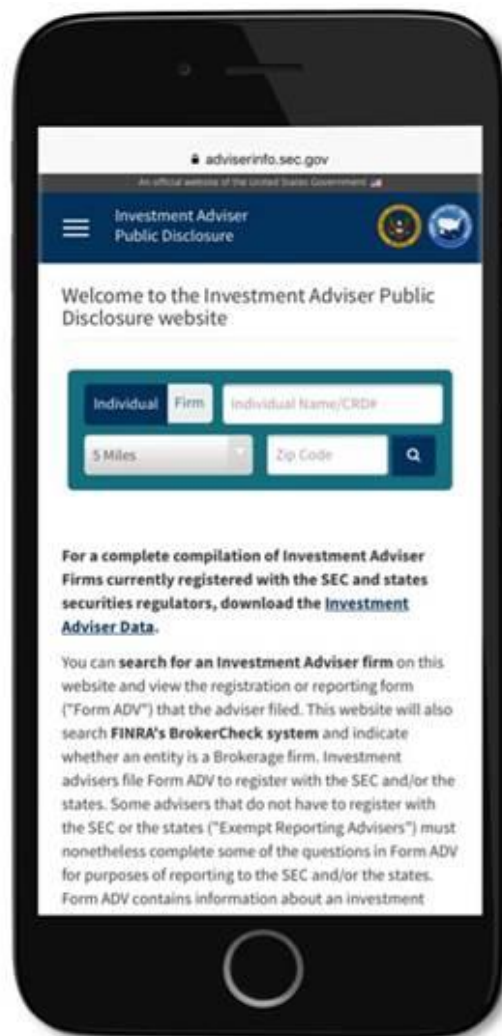 adviserinfo.sec.gov
An official website of the United States Government
Investment Adviser
Public Disclosure
Welcome to the Investment Adviser Public
Disclosure website
Individual Firm Individual Name/CRD#
5 Miles Zip Code
For a complete compilation of Investment Adviser
Firms currently registered with the SEC and states
securities regulators, download the Investment
Adviser Data.
You can search for an Investment Adviser firm on this
website and view the registration or reporting form
("Form ADV") that the adviser filed. This website will also
search FINRA's BrokerCheck system and indicate
whether an entity is a Brokerage firm. Investment
advisers file Form ADV to register with the SEC and/or the
states. Some advisers that do not have to register with
the SEC or the states ("Exempt Reporting Advisers") must
nonetheless complete some of the questions in Form ADV
for purposes of reporting to the SEC and/or the states.
Form ADV contains information about an investment